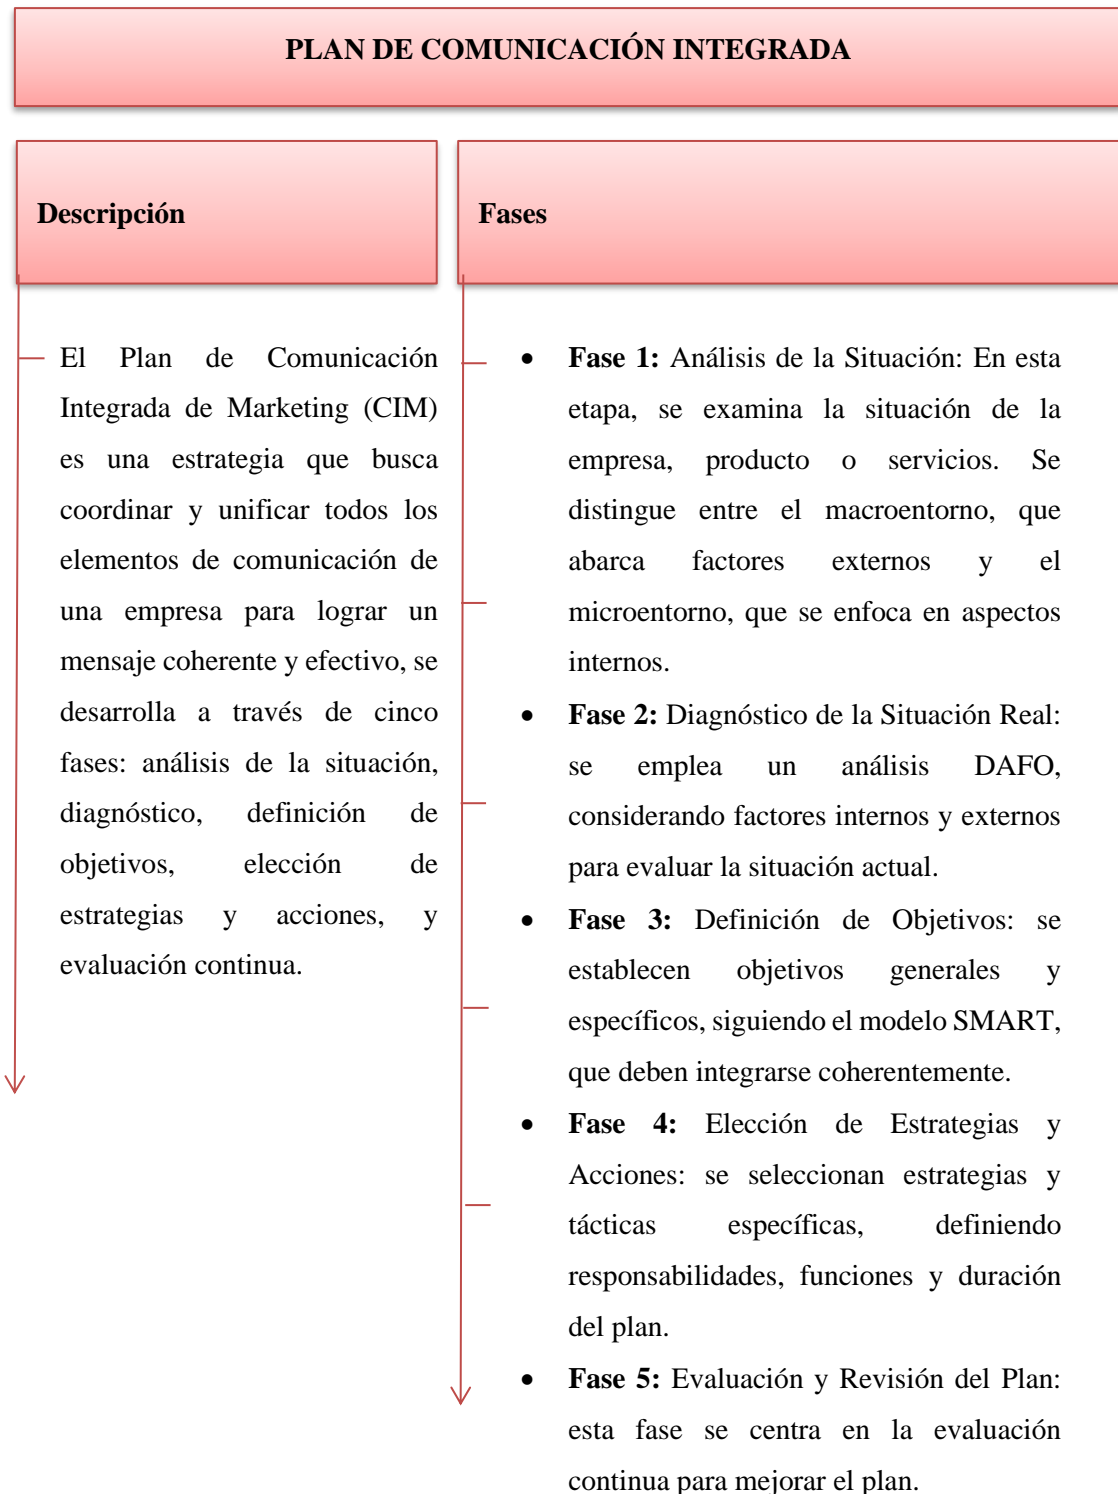 PLAN DE COMUNICACIÓN INTEGRADA
Descripción
El Plan de Comunicación
Integrada de Marketing (CIM)
es una estrategia que busca
coordinar y unificar todos los
elementos de comunicación de
una empresa para lograr un
mensaje coherente y efectivo, se
desarrolla a través de cinco
fases: análisis de la situación,
diagnóstico, definición de
objetivos, elección de
estrategias y acciones, y
evaluación continua.
Fases
• Fase 1: Análisis de la Situación: En esta
etapa, se examina la situación de la
empresa, producto o servicios. Se
distingue entre el macroentorno, que
abarca factores externos y el
microentorno, que se enfoca en aspectos
internos.
• Fase 2: Diagnóstico de la Situación Real:
se emplea un análisis DAFO,
considerando factores internos y externos
para evaluar la situación actual.
• Fase 3: Definición de Objetivos: se
establecen objetivos generales y
específicos, siguiendo el modelo SMART,
que deben integrarse coherentemente.
• Fase 4: Elección de Estrategias y
Acciones: se seleccionan estrategias y
tácticas específicas, definiendo
responsabilidades, funciones y duración
del plan.
• Fase 5: Evaluación y Revisión del Plan:
esta fase se centra en la evaluación
continua para mejorar el plan.